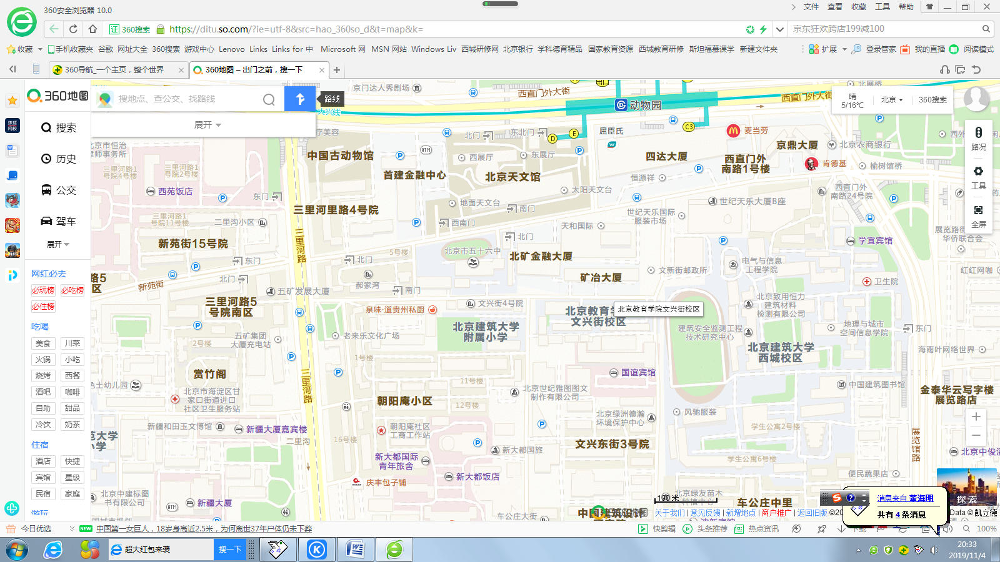 360安全浏览器 10.0
文件 查看 收藏 工具 帮助
证 360搜索 https://ditu.so.com/?ie=utf-8&src=hao_360so_d&t=map&k=
京东狂欢跨店199减100
收藏 手机收藏夹 谷歌 网址大全 360搜索 游戏中心 Lenovo Links Links for 中 Microsoft 网 MSN 网站 Windows Liv 西城研修网 北京银行 学科德育精品 国家教育资源 西城教育研修 斯坦福慕课学 新建文件夹
扩展 登录管家 我的直播 阅读模式
360导航_一个主页，整个世界
360地图 – 出门之前，搜一下
360地图
搜地点、查公交、找路线
路线
展开
晴
5/16℃
北京
360搜索
搜索
历史
公交
驾车
展开
网红必去
必玩榜 必吃榜
必住榜
吃喝
美食 川菜
火锅 小吃
烧烤 西餐
酒吧 咖啡
自助 甜品
冷饮 奶茶
住宿
酒店 快捷
宾馆 星级
民宿 家庭
游玩
路况
工具
全屏
京门达人秀剧场
西直门外大街
西直门外大街
北展桥
动物园
大兴线
疗美容
北门
东北门
D
E
C3
屈臣氏
麦当劳
京鼎大厦
北京农商银行
北京市恒治
律师事务所
中国古动物馆
ATM
西展厅
东展厅
四达大厦
西直门外
南路1号楼
肯德基
榆树馆桥
三里河路1
号院4号楼
三里河路1
号院2号楼
首建金融中心
北京天文馆
恒源祥
太阳天文台
西苑饭店
东门
地面天文台
南门
世纪天乐大厦B座
西直门外
南路24号院
三里河里路4号院
世纪天乐国际
服装市场
三里河路1
号院11号楼
二里沟小区
西南门
天和国际
展览路街
华侨联合会
新苑街15号院
三里河路
北门
学宜宾馆
北京市五十六中
5号楼
北矿金融大厦
东门
北门
电气与信息
工程学院
矿冶大厦
文新街邮政所
红红网咖
路5
区
新苑街
北门
郝家湾
南门
五矿发展大厦
卫生院
三里河路5
号院南区
泉味·道贵州私厨
文兴街4号院
北京教育学院文兴街校区
文兴街校区
北京致用恒力
建筑材料
检测有限公司
北京建筑大学
附属小学
建筑安全监测工程
技术研究中心
地理与城市
空间信息学院
东门
2号楼
五矿集团
大厦充电站
老来乐文化广场
北京建筑大学
西城校区
海雨叶网络世界
1号楼
赏竹阁
三里河路
国谊宾馆
色土幼儿园
11号楼
中国建筑图书馆
北京市海淀区甘
家口街道进口
社区卫生服务站
北京世纪雅图图文
制作有限公司
金泰华云写字楼
展览路店
朝阳庵小区
12号楼
风驰服装
北京绿洲德瀚
环境保护中心
新疆和田玉文博馆
新疆大厦嘉宾楼
朝阳庵社区
工商工作站
学生公寓2号楼
范大学
小学
二里沟
16号楼
文兴东街3号院
展览馆路
新大都国旅
北京中俊酒
新大都国际
青年旅舍
学生公寓6号楼
新大都饭店
便民蔬果店
庆丰包子铺
北京中建标图
书有限公司
ATM
新疆大厦
北京绿友苗木
车公庄中里
100米
车公庄大街
中国建筑设计
关于我们 | 意见反馈 | 新增地点 | 商户推广 | 返回旧版
Data © 凯立德
探索
消息来自 董海明
共有 4 条消息
今日优选
NEW 中国第一女巨人，18岁身高近2.5米，为何离世37年尸体仍未下葬
快剪辑 头条推荐 热点资讯 下载 100%
超大红包来袭 搜一下
20:33
2019/11/4